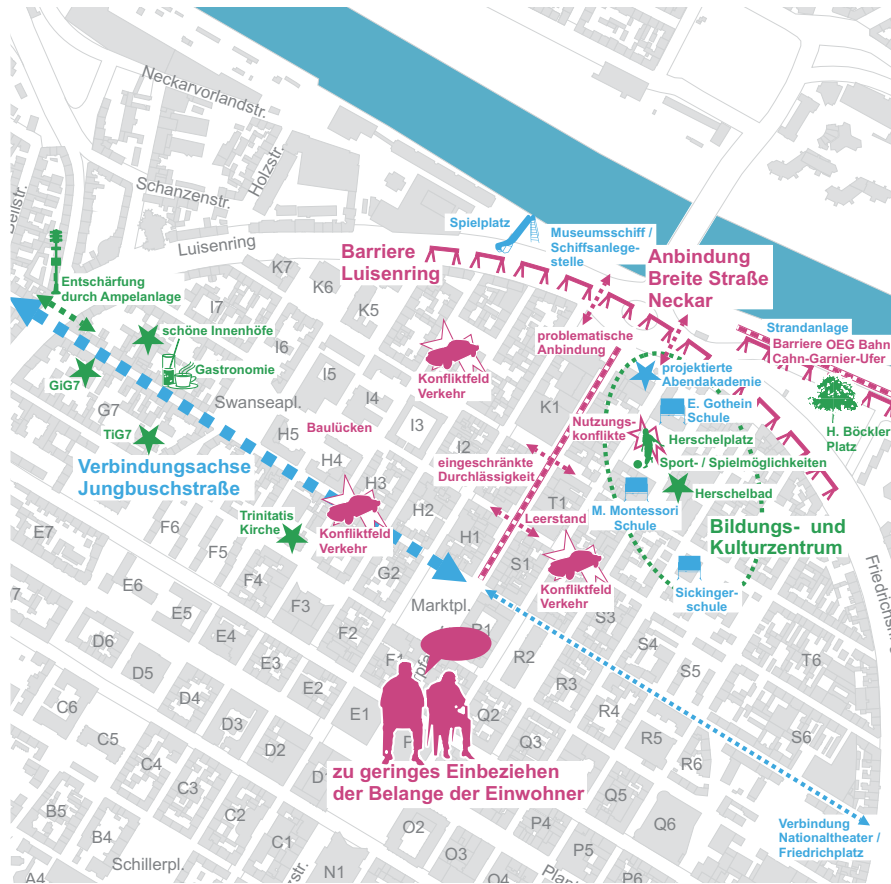 Neckarvorlandstr.
Holzstr.
Schanzenstr.
Beilstr.
Luisenring
Spielplatz
Museumsschiff /
Schiffsanlege-
stelle
Barriere
Luisenring
Anbindung
Breite Straße
Neckar
K7
K6
K5
Entschärfung
durch Ampelanlage
I7
schöne Innenhöfe
problematische
Anbindung
Strandanlage
Barriere OEG Bahn
Cahn-Garnier-Ufer
I6
Gastronomie
GiG7
I5
Konfliktfeld
Verkehr
projektierte
Abendakademie
G7
Swanseapl.
I4
K1
E. Gothein
Schule
H. Böckler
Platz
TiG7
H5
Baulücken
I3
Nutzungs-
konflikte
Herschelplatz
I2
H4
Verbindungsachse
Jungbuschstraße
eingeschränkte
Durchlässigkeit
Sport- / Spielmöglichkeiten
H3
Herschelbad
T1
H2
M. Montessori
Schule
Trinitatis
Kirche
Leerstand
Konfliktfeld
Verkehr
Bildungs- und
Kulturzentrum
E7
F6
F5
H1
S1
G2
Konfliktfeld
Verkehr
Sickinger-
schule
Friedrichsring
E6
F4
E5
F3
Marktpl.
S3
F2
R1
S4
D6
E4
E3
R2
S5
T6
D5
F1
R3
C6
D4
E2
E1
Q2
R4
S6
C5
D3
D2
Q3
R5
R6
C4
zu geringes Einbeziehen
der Belange der Einwohner
D1
C3
Q5
B5
C2
O2
P4
Q6
Verbindung
Nationaltheater /
Friedrichplatz
B4
C1
Schillerpl.
O3
P5
N1
A4
O4
P6